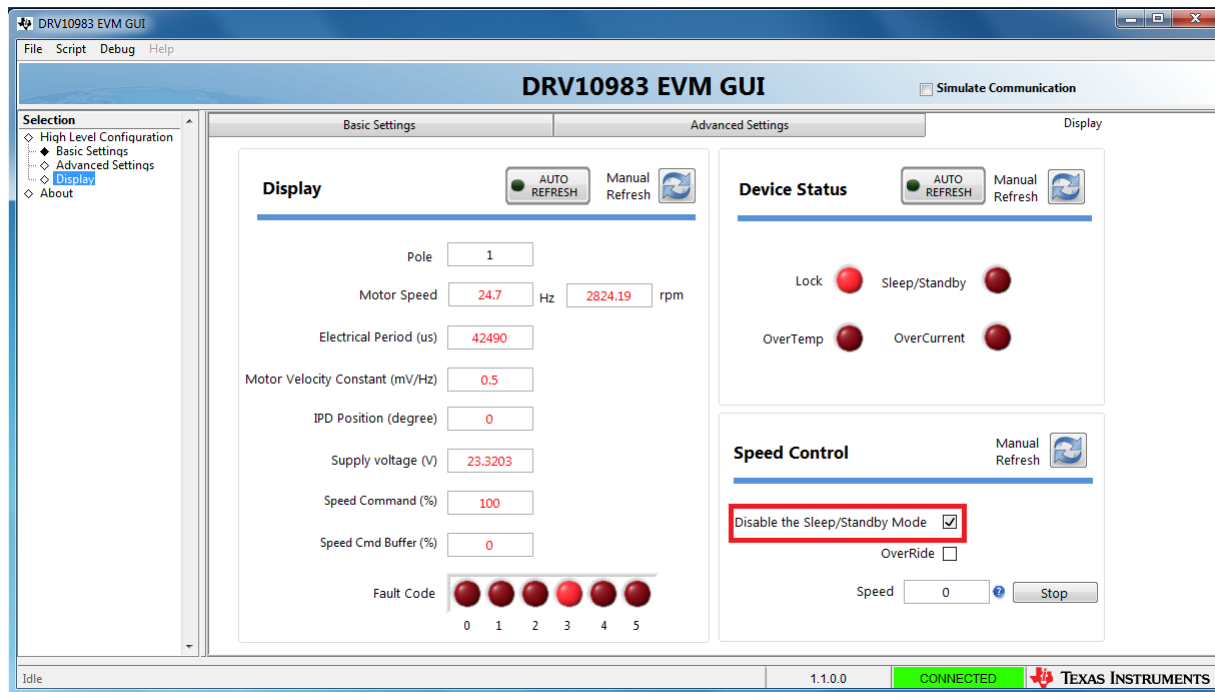 DRV10983 EVM GUI
File Script Debug Help
DRV10983 EVM GUI
Simulate Communication
Selection
High Level Configuration
Basic Settings
Advanced Settings
Display
About
Basic Settings Advanced Settings Display
Display
AUTO REFRESH
Manual Refresh
Pole 1
Motor Speed 24.7 Hz 2824.19 rpm
Electrical Period (us) 42490
Motor Velocity Constant (mV/Hz) 0.5
IPD Position (degree) 0
Supply voltage (V) 23.3203
Speed Command (%) 100
Speed Cmd Buffer (%) 0
Fault Code
0 1 2 3 4 5
Device Status
AUTO REFRESH
Manual Refresh
Lock Sleep/Standby
OverTemp OverCurrent
Speed Control
Manual Refresh
Disable the Sleep/Standby Mode
OverRide
Speed 0 ? Stop
Idle 1.1.0.0 CONNECTED TEXAS INSTRUMENTS